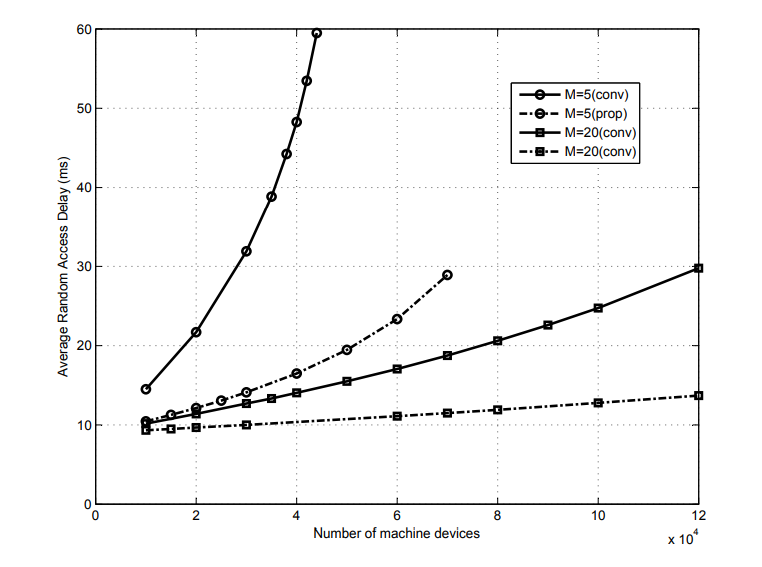 60
50
40
30
20
10
0
Average Random Access Delay (ms)
M=5(conv)
M=5(prop)
M=20(conv)
M=20(conv)
0 2 4 6 8 10 12
Number of machine devices
x 10^4